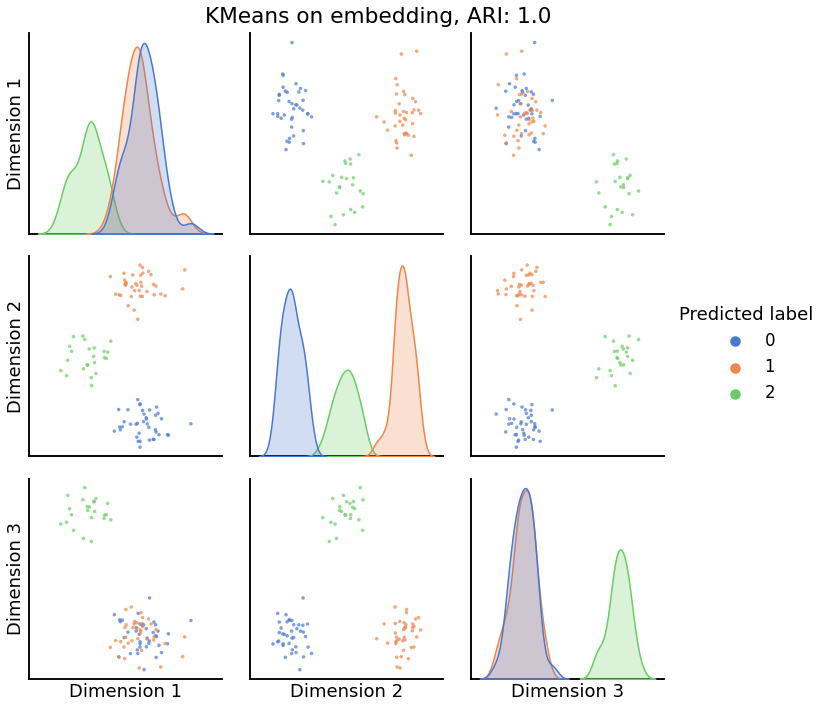 KMeans on embedding, ARI: 1.0
Dimension 1
Dimension 2
Predicted label
0
1
2
Dimension 3
Dimension 1
Dimension 2
Dimension 3